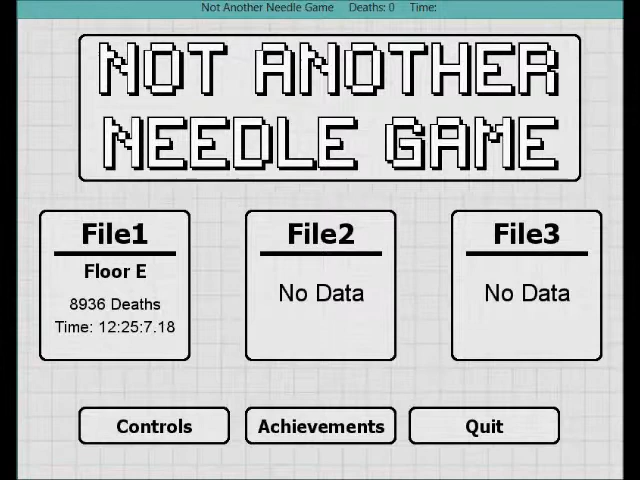 Not Another Needle Game Deaths: 0 Time:
NOT ANOTHER
NEEDLE GAME
File1
Floor E
8936 Deaths
Time: 12:25:7.18
File2
No Data
File3
No Data
Controls
Achievements
Quit